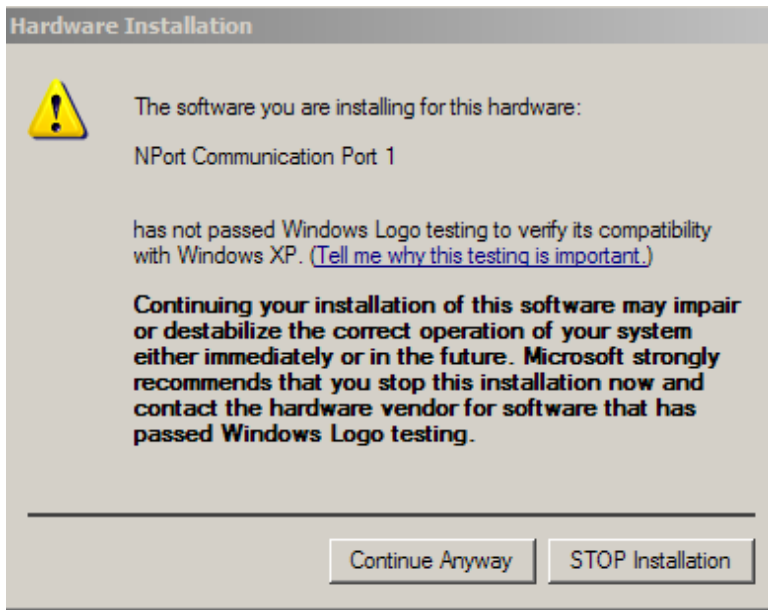 Hardware Installation
The software you are installing for this hardware:
NPort Communication Port 1
has not passed Windows Logo testing to verify its compatibility
with Windows XP. (Tell me why this testing is important.)
Continuing your installation of this software may impair
or destabilize the correct operation of your system
either immediately or in the future. Microsoft strongly
recommends that you stop this installation now and
contact the hardware vendor for software that has
passed Windows Logo testing.
Continue Anyway
STOP Installation